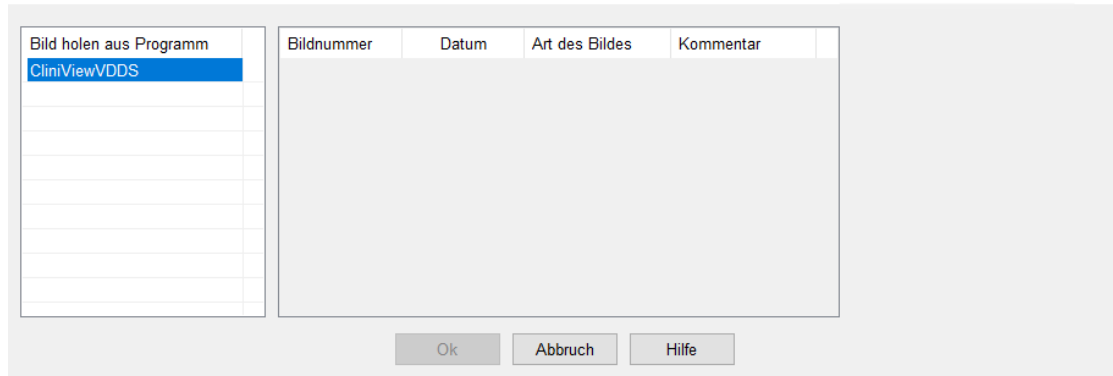 Bild holen aus Programm
CliniViewVDDS
Bildnummer Datum Art des Bildes Kommentar
Ok Abbruch Hilfe